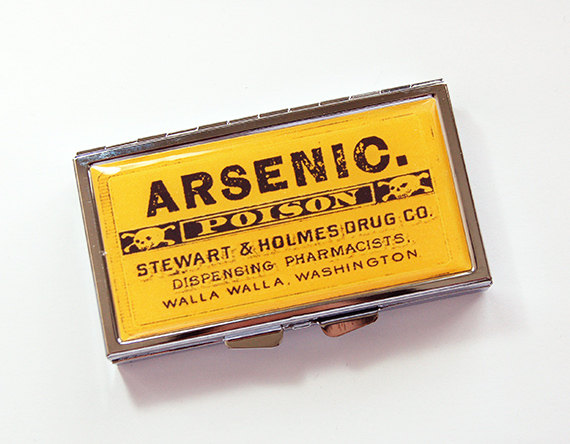 ARSENIC.
POISON
STEWART & HOLMES DRUG CO.
DISPENSING PHARMACISTS,
WALLA WALLA, WASHINGTON